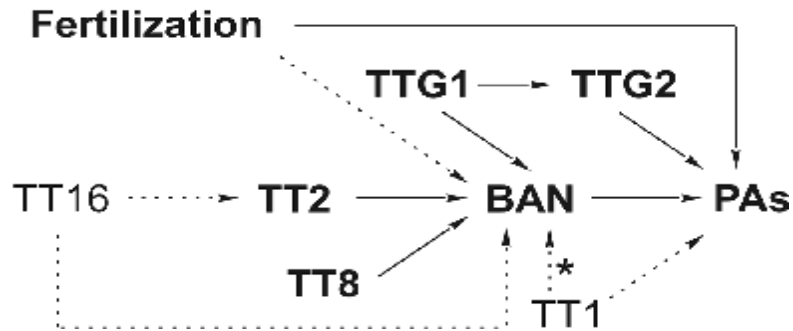 Fertilization
TTG1 TTG2
TT16 TT2 BAN PAs
*
TT8 TT1